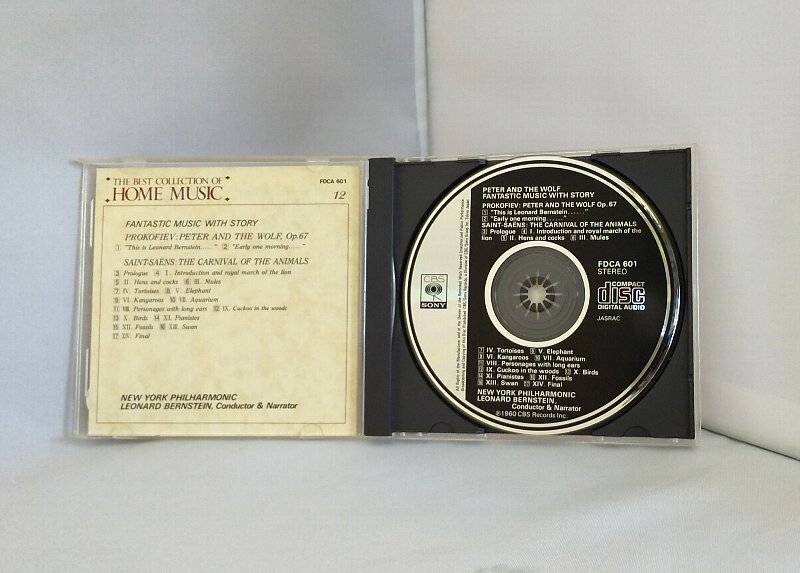 THE BEST COLLECTION OF
HOME MUSIC
FDCA 601
12
FANTASTIC MUSIC WITH STORY
PROKOFIEV: PETER AND THE WOLF, Op.67
1 "This is Leonard Bernstein......" 2 "Early one morning......"
SAINT-SAËNS: THE CARNIVAL OF THE ANIMALS
3 Prologue 4 I. Introduction and royal march of the lion
5 II. Hens and cocks 6 III. Mules
7 IV. Tortoises 8 V. Elephant
9 VI. Kangaroos 10 VII. Aquarium
11 VIII. Personages with long ears 12 IX. Cuckoo in the woods
13 X. Birds 14 XI. Pianistes
15 XII. Fossils 16 XIII. Swan
17 XIV. Final
NEW YORK PHILHARMONIC
LEONARD BERNSTEIN, Conductor & Narrator
PETER AND THE WOLF
FANTASTIC MUSIC WITH STORY
PROKOFIEV: PETER AND THE WOLF Op. 67
1 "This is Leonard Bernstein......"
2 "Early one morning......"
SAINT-SAËNS: THE CARNIVAL OF THE ANIMALS
3 Prologue 4 I. Introduction and royal march of the
lion 5 II. Hens and cocks 6 III. Mules
FDCA 601
STEREO
COMPACT
disc
DIGITAL AUDIO
JASRAC
CBS
SONY
7 IV. Tortoises 8 V. Elephant
9 VI. Kangaroos 10 VII. Aquarium
11 VIII. Personages with long ears
12 IX. Cuckoo in the woods 13 X. Birds
14 XI. Pianistes 15 XII. Fossils
16 XIII. Swan 17 XIV. Final
NEW YORK PHILHARMONIC
LEONARD BERNSTEIN,
Conductor & Narrator
℗1960 CBS Records Inc.